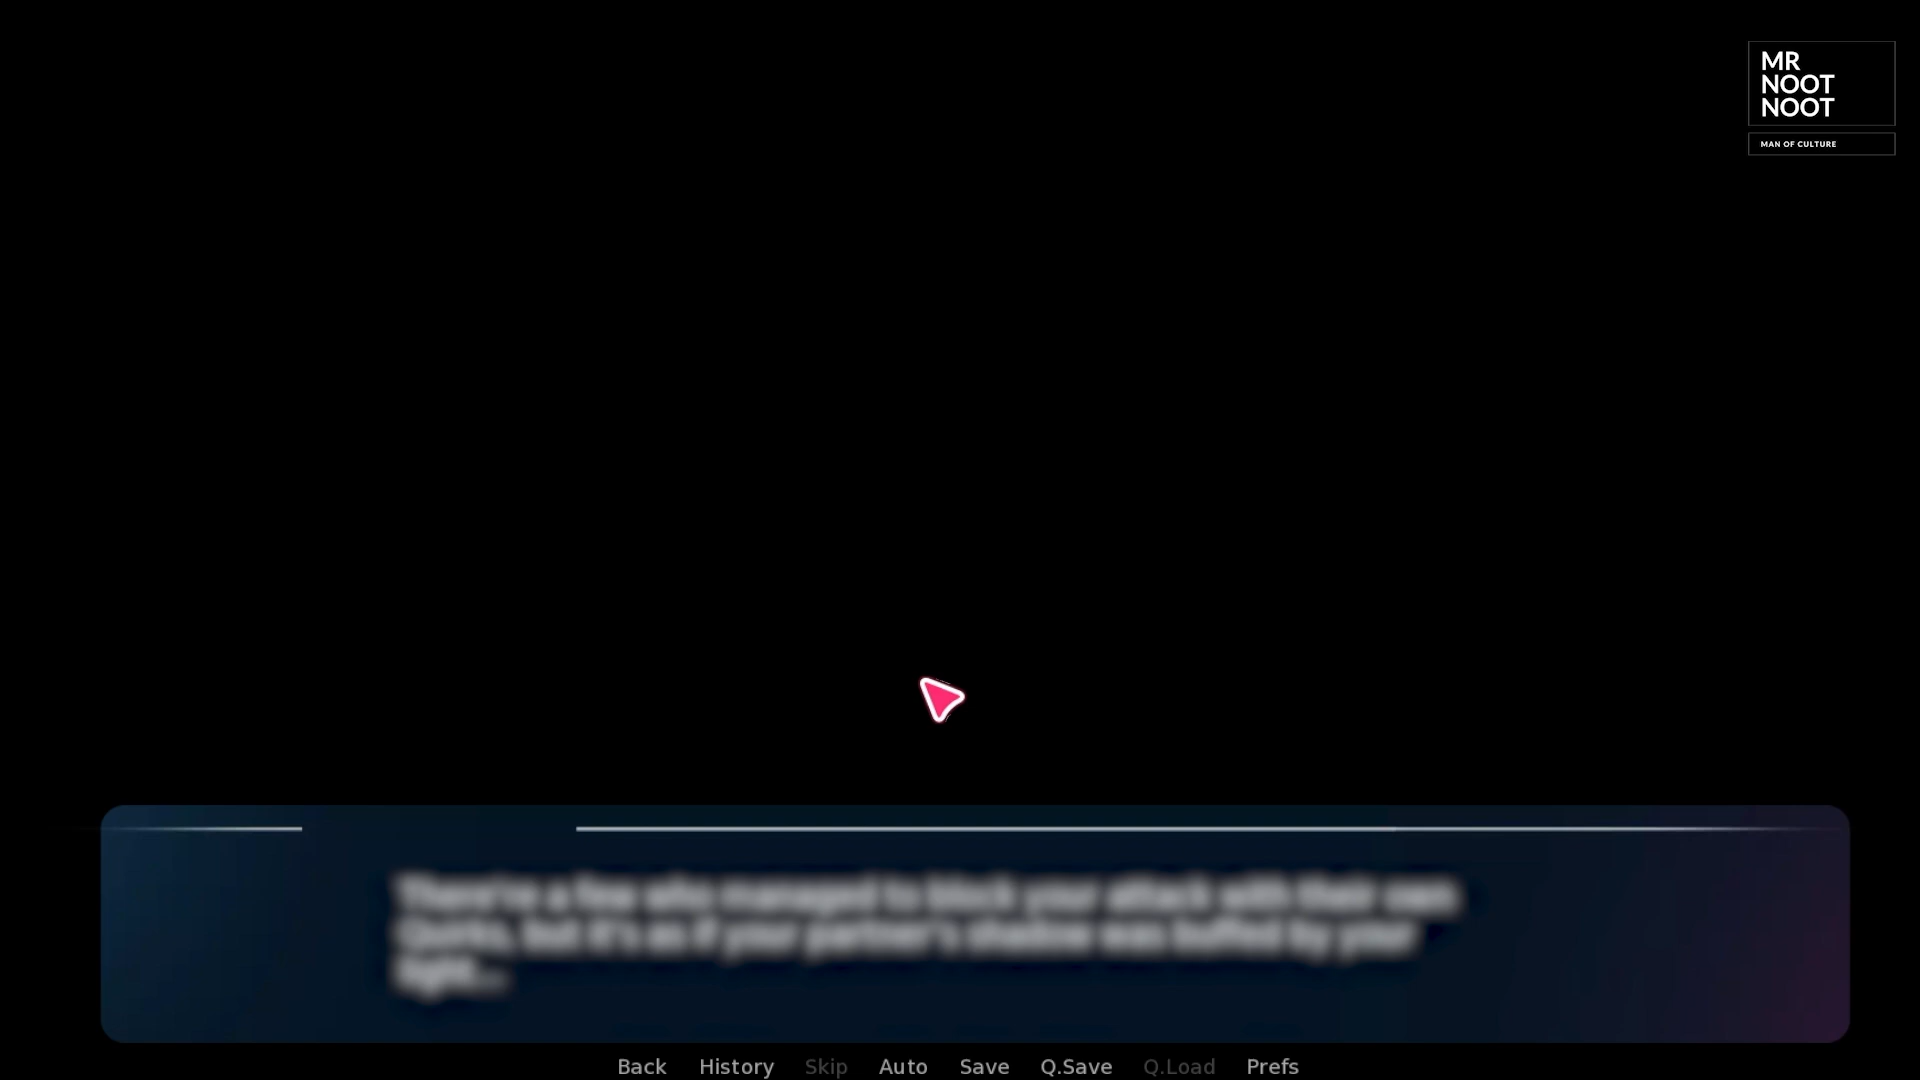 MR
NOOT
NOOT
MAN OF CULTURE
There're a few who managed to block your attack with their own
Quirks, but it's as if your partner's shadow was buffed by your
light...
Back History Skip Auto Save Q.Save Q.Load Prefs